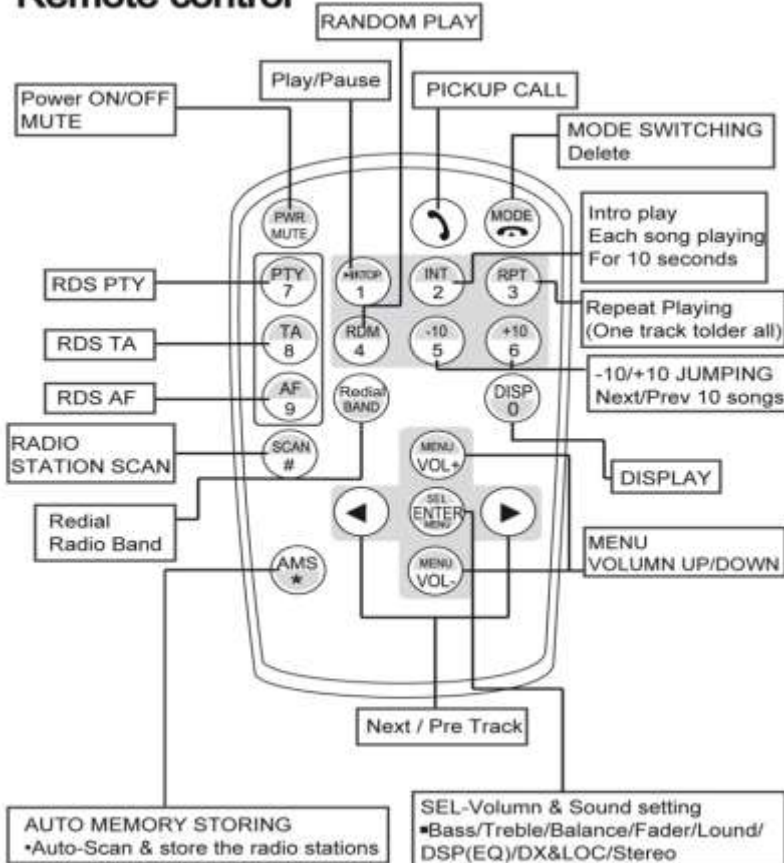 Remote control
RANDOM PLAY
Play/Pause
PICKUP CALL
Power ON/OFF
MUTE
MODE SWITCHING
Delete
PWR
MUTE
MODE
Intro play
Each song playing
For 10 seconds
RDS PTY
PTY
7
1
INT
2
RPT
3
Repeat Playing
(One track tolder all)
RDS TA
TA
8
RDM
4
-10
5
+10
6
-10/+10 JUMPING
Next/Prev 10 songs
RDS AF
AF
9
Redial
BAND
DISP
0
RADIO
STATION SCAN
SCAN
#
MENU
VOL+
DISPLAY
Redial
Radio Band
SEL
ENTER
MENU
MENU
VOLUMN UP/DOWN
AMS
★
MENU
VOL-
Next / Pre Track
AUTO MEMORY STORING
•Auto-Scan & store the radio stations
SEL-Volumn & Sound setting
▪Bass/Treble/Balance/Fader/Lound/
DSP(EQ)/DX&LOC/Stereo